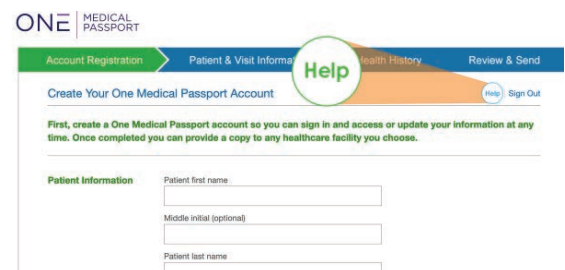 ONE MEDICAL
PASSPORT
Account Registration
Patient & Visit Informa
Help
ealth History
Review & Send
Create Your One Medical Passport Account
Help
Sign Out
First, create a One Medical Passport account so you can sign in and access or update your information at any
time. Once completed you can provide a copy to any healthcare facility you choose.
Patient Information
Patient first name
Middle initial (optional)
Patient last name